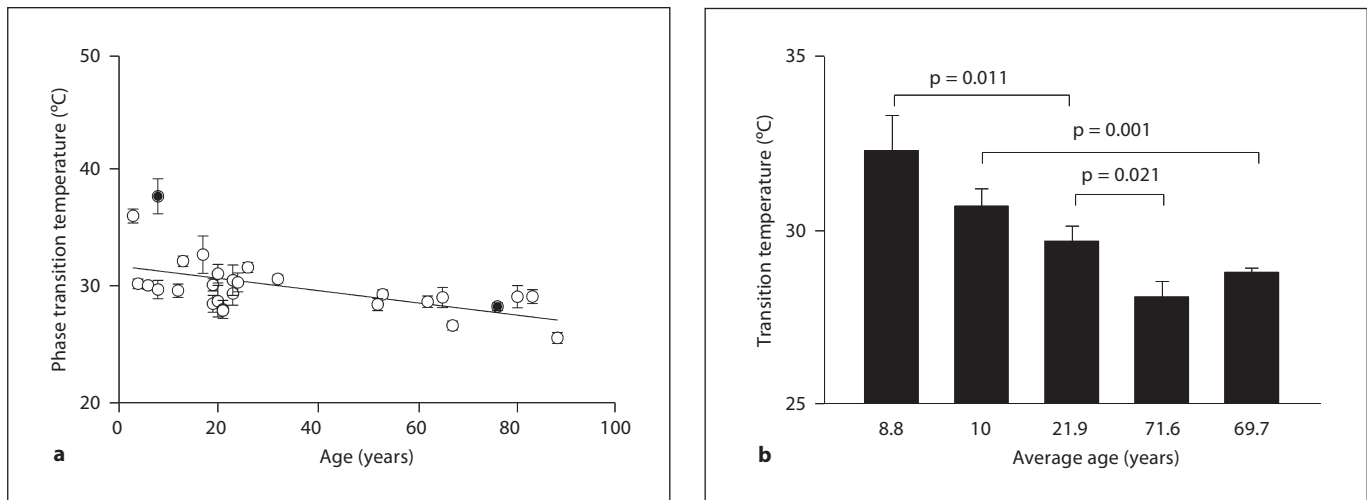 50
40
30
20
Phase transition temperature (°C)
0
20
40
60
80
100
Age (years)
a
35
30
25
Transition temperature (°C)
p = 0.011
p = 0.001
p = 0.021
8.8
10
21.9
71.6
69.7
Average age (years)
b